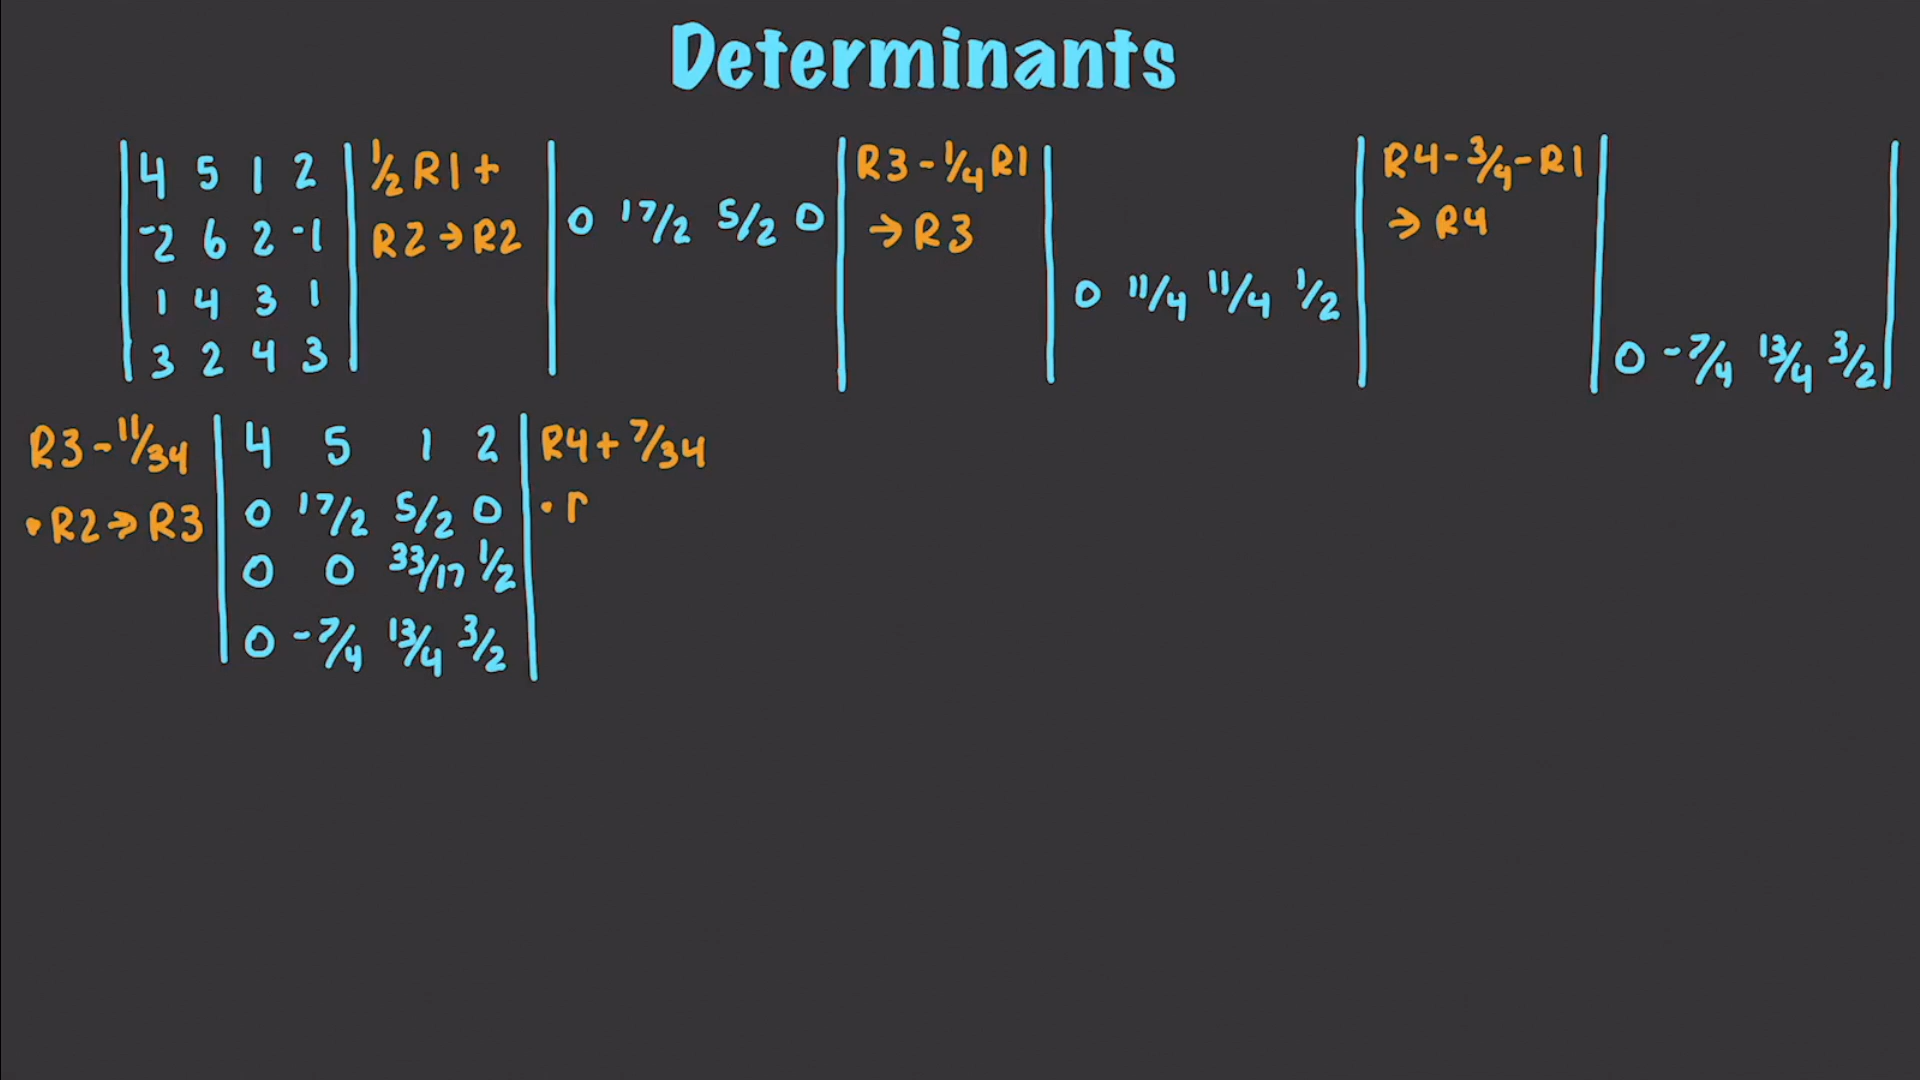 Determinants
4 5 1 2 ½ R1 + R3 - ¼ R1 R4 - ¾ - R1
-2 6 2 -1 R2 → R2 0 17/2 5/2 0 → R3 → R4
1 4 3 1 0 11/4 11/4 1/2
3 2 4 3 0 -7/4 13/4 3/2
R3 - 11/34 4 5 1 2 R4 + 7/34
• R2 → R3 0 17/2 5/2 0 • r
0 0 33/17 1/2
0 -7/4 13/4 3/2